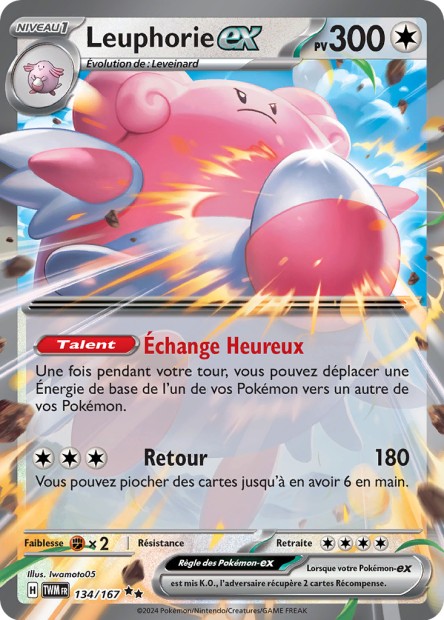 NIVEAU 1
Leuphorie ex
PV 300
Évolution de : Leveinard
Talent Échange Heureux
Une fois pendant votre tour, vous pouvez déplacer une
Énergie de base de l'un de vos Pokémon vers un autre de
vos Pokémon.
Retour 180
Vous pouvez piocher des cartes jusqu'à en avoir 6 en main.
Faiblesse ×2 Résistance Retraite
Règle des Pokémon-ex Lorsque votre Pokémon-ex
est mis K.O., l'adversaire récupère 2 cartes Récompense.
Illus. Iwamoto05
H TWM FR 134/167
©2024 Pokémon/Nintendo/Creatures/GAME FREAK